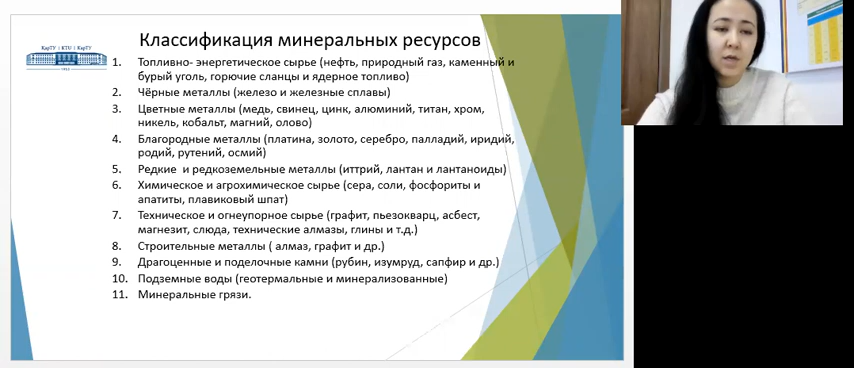 ҚарТУ | KTU | КарТУ
Классификация минеральных ресурсов
1. Топливно- энергетическое сырье (нефть, природный газ, каменный и
бурый уголь, горючие сланцы и ядерное топливо)
2. Чёрные металлы (железо и железные сплавы)
3. Цветные металлы (медь, свинец, цинк, алюминий, титан, хром,
никель, кобальт, магний, олово)
4. Благородные металлы (платина, золото, серебро, палладий, иридий,
родий, рутений, осмий)
5. Редкие и редкоземельные металлы (иттрий, лантан и лантаноиды)
6. Химическое и агрохимическое сырье (сера, соли, фосфориты и
апатиты, плавиковый шпат)
7. Техническое и огнеупорное сырье (графит, пьезокварц, асбест,
магнезит, слюда, технические алмазы, глины и т.д.)
8. Строительные металлы ( алмаз, графит и др.)
9. Драгоценные и поделочные камни (рубин, изумруд, сапфир и др.)
10. Подземные воды (геотермальные и минерализованные)
11. Минеральные грязи.